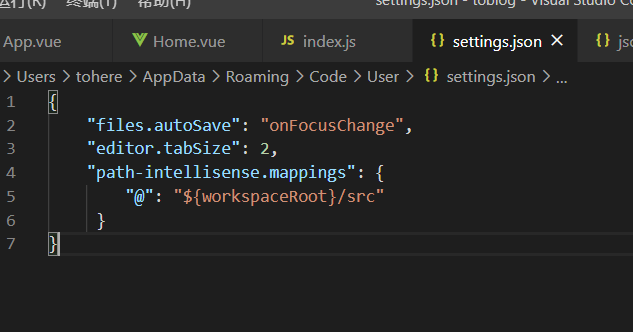 运行(R) 终端(T) 帮助(H) settings.json - toblog - Visual Studio Co
App.vue Home.vue JS index.js {} settings.json × {} jsc
Users > tohere > AppData > Roaming > Code > User > {} settings.json > ...
1 {
2 "files.autoSave": "onFocusChange",
3 "editor.tabSize": 2,
4 "path-intellisense.mappings": {
5 "@": "${workspaceRoot}/src"
6 }
7 }